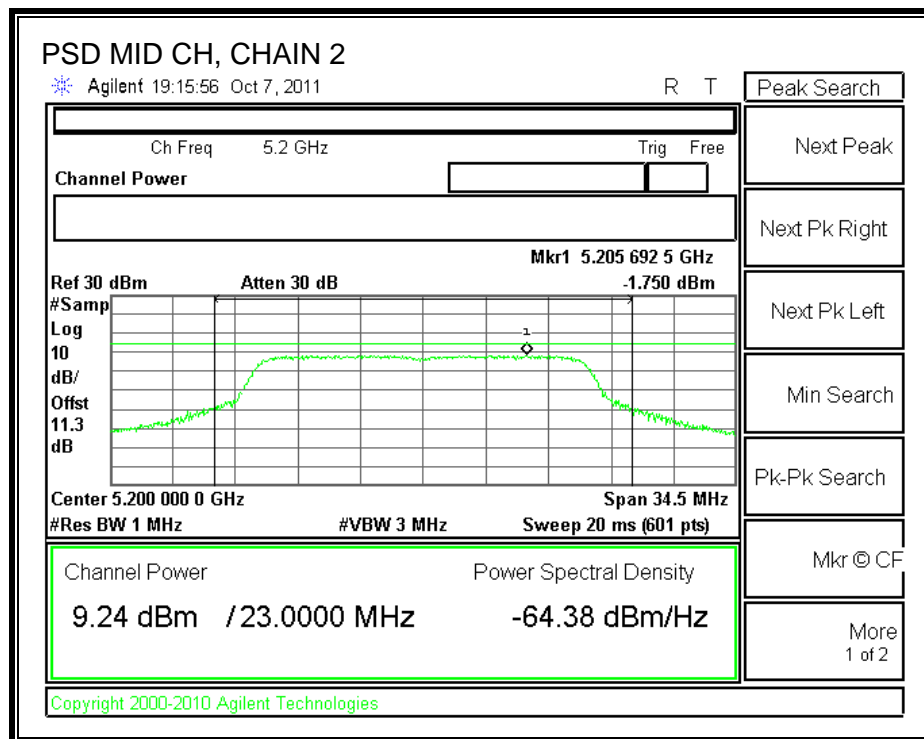 PSD MID CH, CHAIN 2
Agilent 19:15:56 Oct 7, 2011 R T
Peak Search
Ch Freq 5.2 GHz Trig Free
Channel Power
Next Peak
Next Pk Right
Mkr1 5.205 692 5 GHz
Ref 30 dBm Atten 30 dB -1.750 dBm
#Samp
Log
10
dB/
Offst
11.3
dB
1
Next Pk Left
Min Search
Pk-Pk Search
Center 5.200 000 0 GHz Span 34.5 MHz
#Res BW 1 MHz #VBW 3 MHz Sweep 20 ms (601 pts)
Channel Power Power Spectral Density
9.24 dBm / 23.0000 MHz -64.38 dBm/Hz
Mkr © CF
More
1 of 2
Copyright 2000-2010 Agilent Technologies